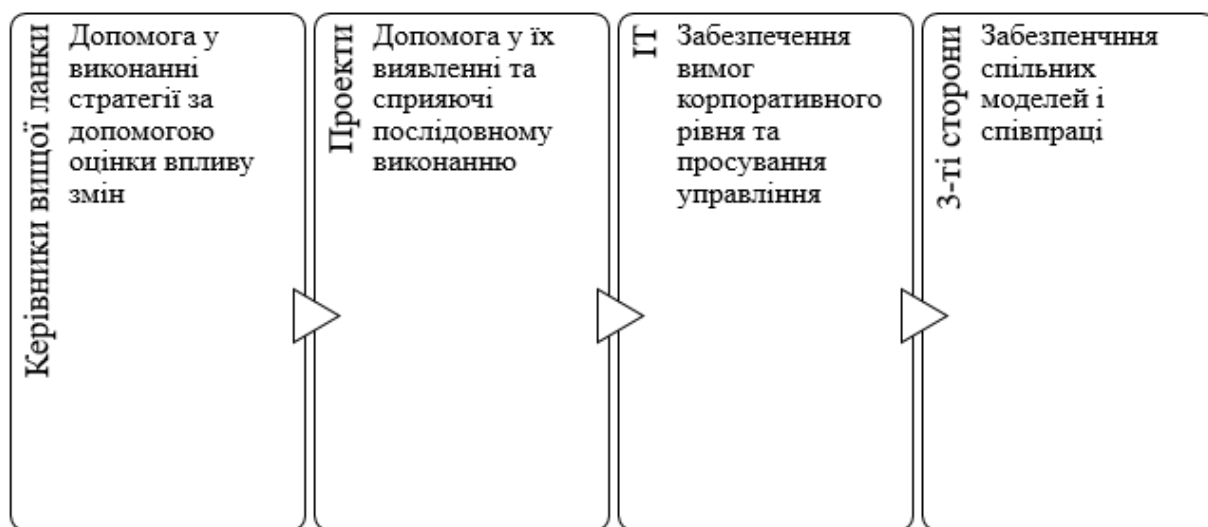 Керівники вищої ланки
Допомога у
виконанні
стратегії за
допомогою
оцінки впливу
змін
Проекти
Допомога у їх
виявленні та
сприяючі
послідовному
виконанню
ІТ
Забезпечення
вимог
корпоративного
рівня та
просування
управління
3-ті сторони
Забезпенчння
спільних
моделей і
співпраці